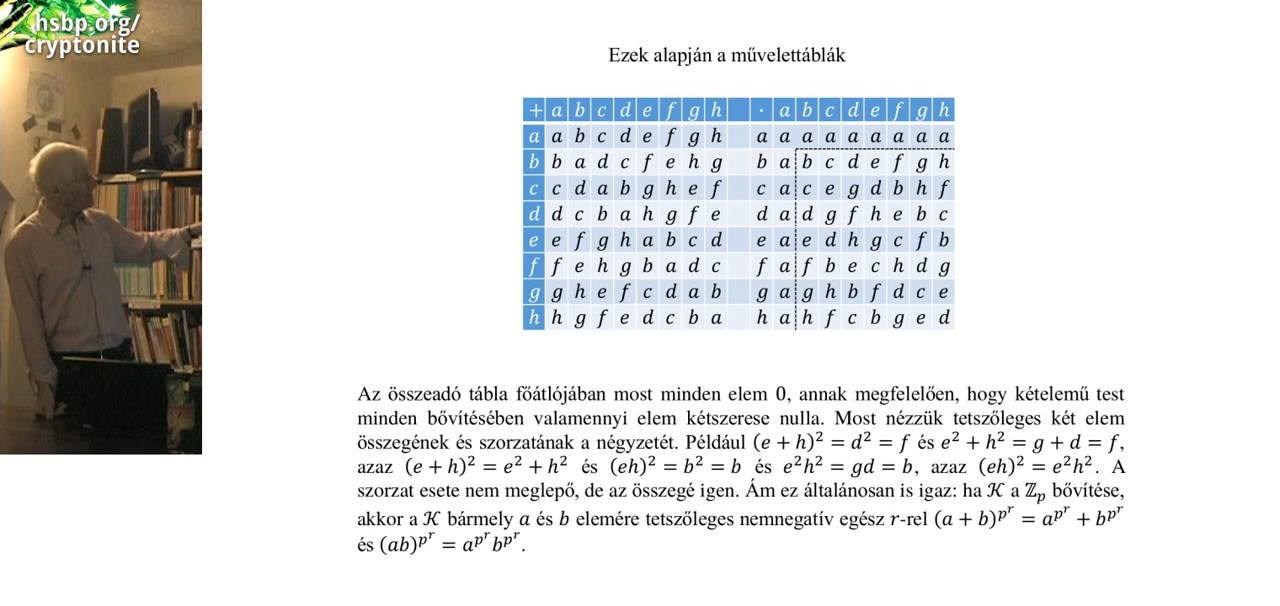 hsbp.org/
cryptonite
Ezek alapján a művelettáblák
+ a b c d e f g h · a b c d e f g h
a a b c d e f g h a a a a a a a a a
b b a d c f e h g b a b c d e f g h
c c d a b g h e f c a c e g d b h f
d d c b a h g f e d a d g f h e b c
e e f g h a b c d e a e d h g c f b
f f e h g b a d c f a f b e c h d g
g g h e f c d a b g a g h b f d c e
h h g f e d c b a h a h f c b g e d
Az összeadó tábla főátlójában most minden elem 0, annak megfelelően, hogy kételemű test
minden bővítésében valamennyi elem kétszerese nulla. Most nézzük tetszőleges két elem
összegének és szorzatának a négyzetét. Például (e + h)² = d² = f és e² + h² = g + d = f,
azaz (e + h)² = e² + h² és (eh)² = b² = b és e²h² = gd = b, azaz (eh)² = e²h². A
szorzat esete nem meglepő, de az összegé igen. Ám ez általánosan is igaz: ha 𝒦 a ℤₚ bővítése,
akkor a 𝒦 bármely a és b elemére tetszőleges nemnegatív egész r-rel (a + b)^{p^r} = a^{p^r} + b^{p^r}
és (ab)^{p^r} = a^{p^r}b^{p^r}.